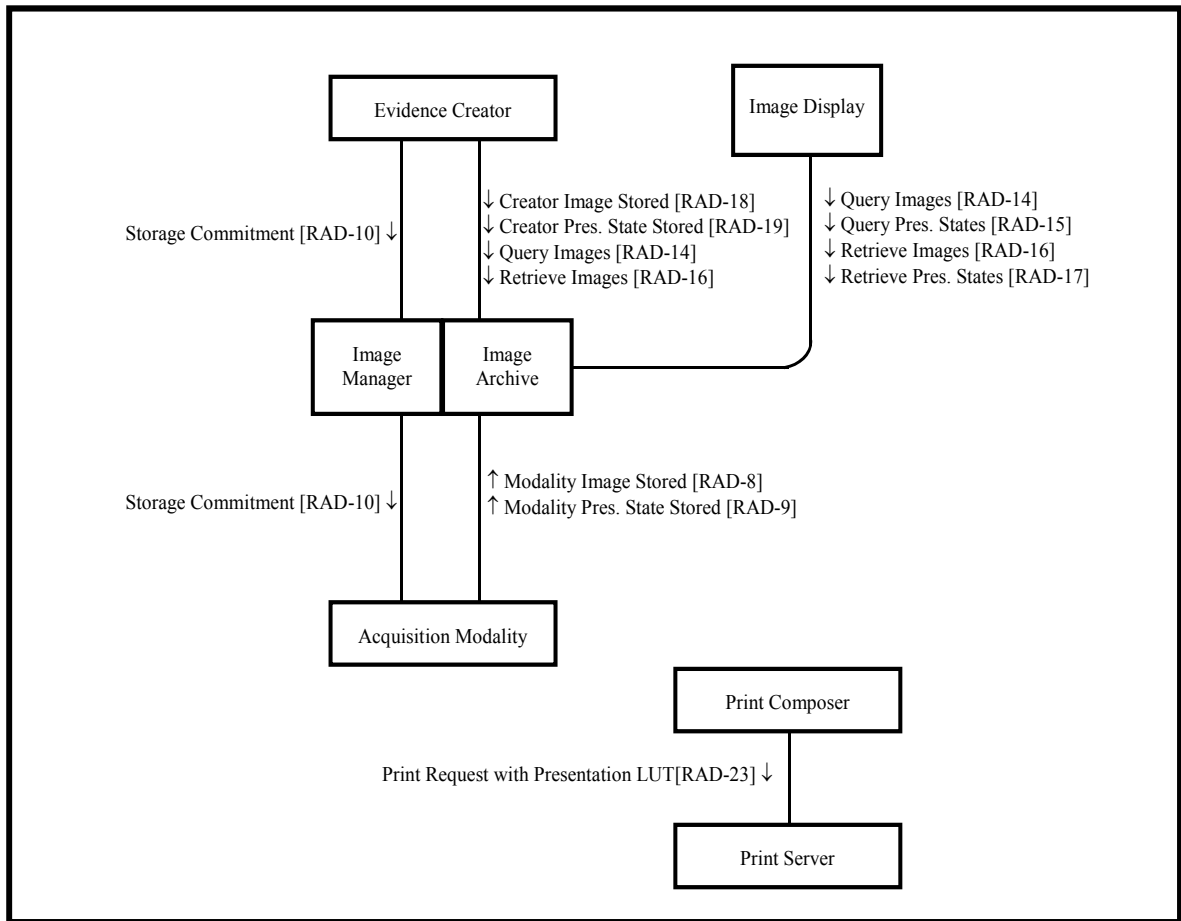 Evidence Creator
Image Display
Storage Commitment [RAD-10] ↓
↓ Creator Image Stored [RAD-18]
↓ Creator Pres. State Stored [RAD-19]
↓ Query Images [RAD-14]
↓ Retrieve Images [RAD-16]
↓ Query Images [RAD-14]
↓ Query Pres. States [RAD-15]
↓ Retrieve Images [RAD-16]
↓ Retrieve Pres. States [RAD-17]
Image
Manager
Image
Archive
Storage Commitment [RAD-10] ↓
↑ Modality Image Stored [RAD-8]
↑ Modality Pres. State Stored [RAD-9]
Acquisition Modality
Print Composer
Print Request with Presentation LUT[RAD-23] ↓
Print Server